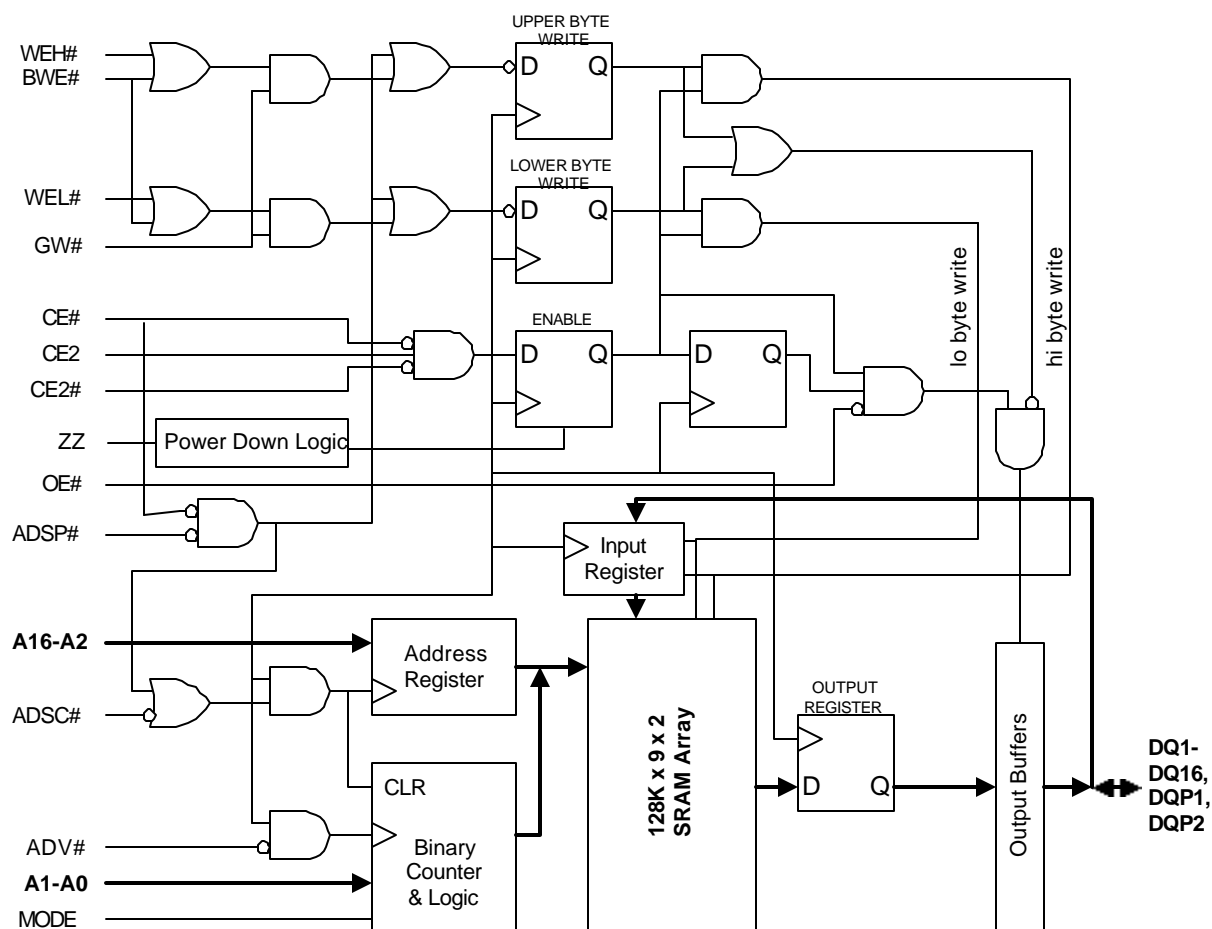 UPPER BYTE
WRITE
WEH#
BWE#
D
Q
LOWER BYTE
WRITE
WEL#
D
Q
GW#
CE#
CE2
CE2#
ENABLE
D
Q
D
Q
lo byte write
hi byte write
ZZ
Power Down Logic
OE#
ADSP#
Input
Register
A16-A2
Address
Register
ADSC#
OUTPUT
REGISTER
D
Q
128K x 9 x 2
SRAM Array
Output Buffers
DQ1-
DQ16,
DQP1,
DQP2
CLR
ADV#
A1-A0
MODE
Binary
Counter
& Logic